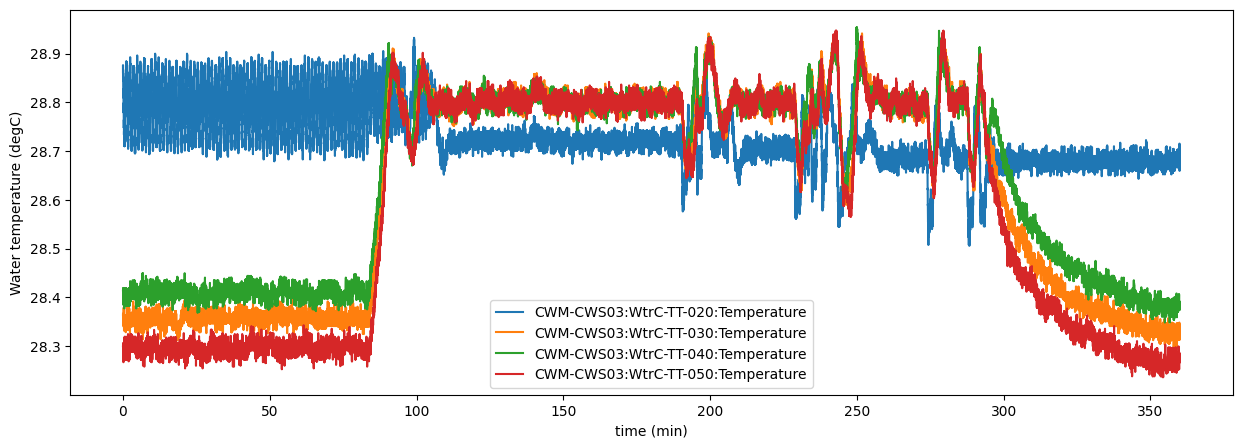 Water temperature (degC)
28.9
28.8
28.7
28.6
28.5
28.4
28.3
CWM-CWS03:WtrC-TT-020:Temperature
CWM-CWS03:WtrC-TT-030:Temperature
CWM-CWS03:WtrC-TT-040:Temperature
CWM-CWS03:WtrC-TT-050:Temperature
0 50 100 150 200 250 300 350
time (min)